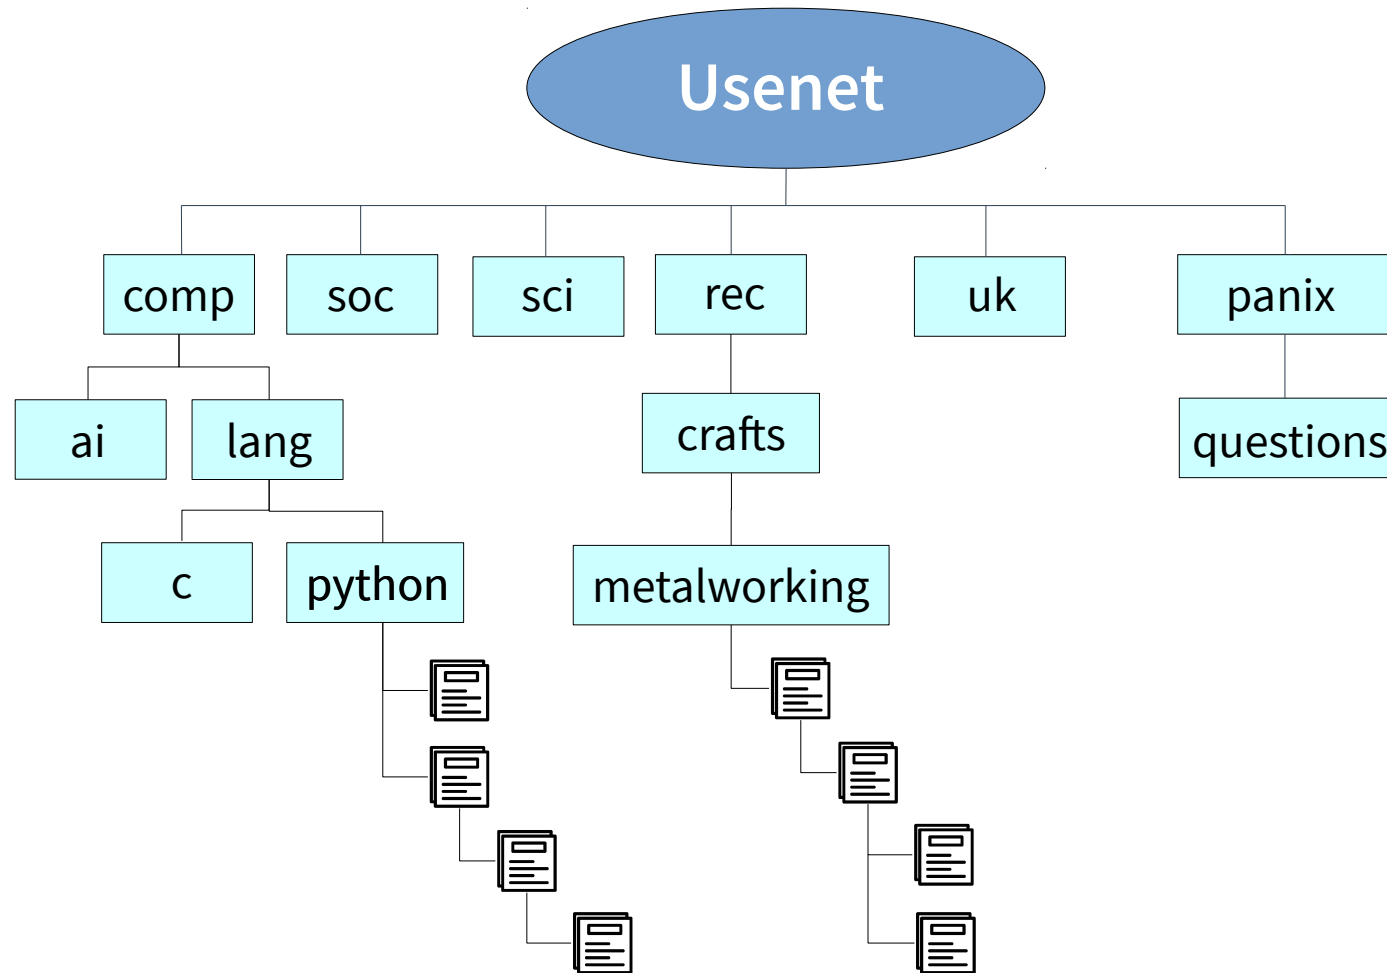 Usenet
comp
soc
sci
rec
uk
panix
ai
lang
crafts
questions
c
python
metalworking